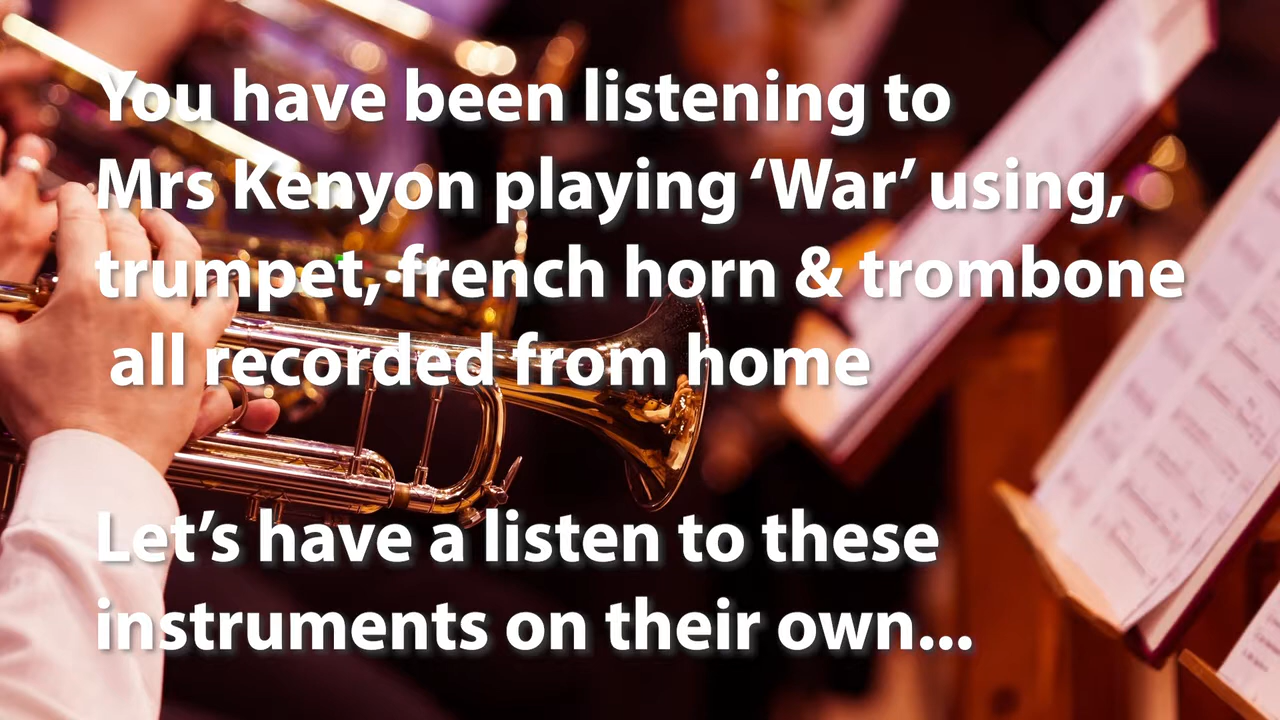 You have been listening to
Mrs Kenyon playing ‘War’ using,
trumpet, french horn & trombone
all recorded from home
Let’s have a listen to these
instruments on their own...